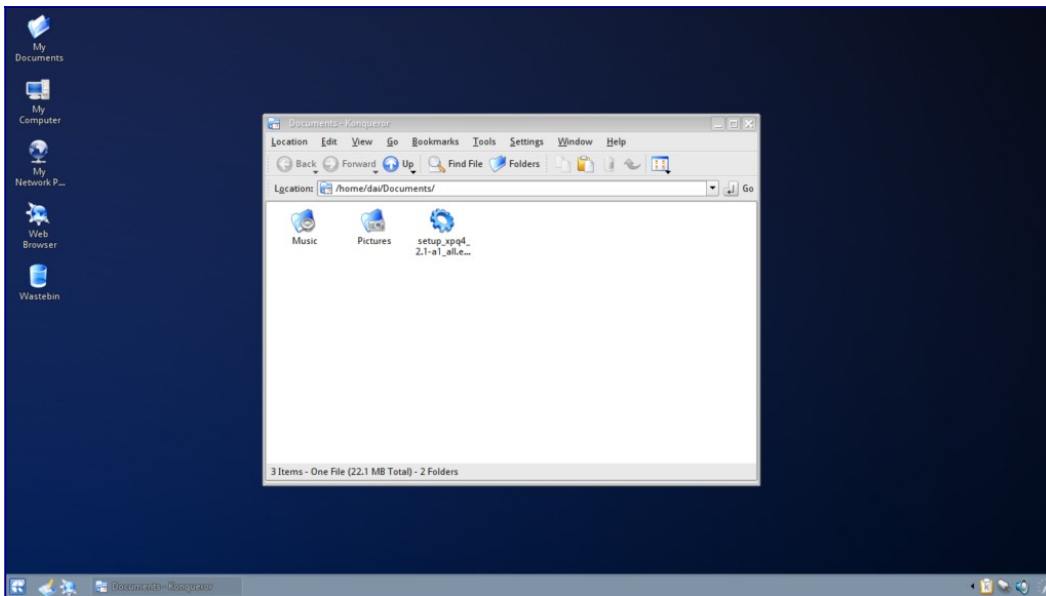 My
Documents
My
Computer
My
Network P...
Web
Browser
Wastebin
Documents - Konqueror
Location Edit View Go Bookmarks Tools Settings Window Help
Back Forward Up Find File Folders
Location: /home/dai/Documents/ Go
Music Pictures setup_xpq4_
2.1-a1_all.e...
3 Items - One File (22.1 MB Total) - 2 Folders
Documents - Konqueror